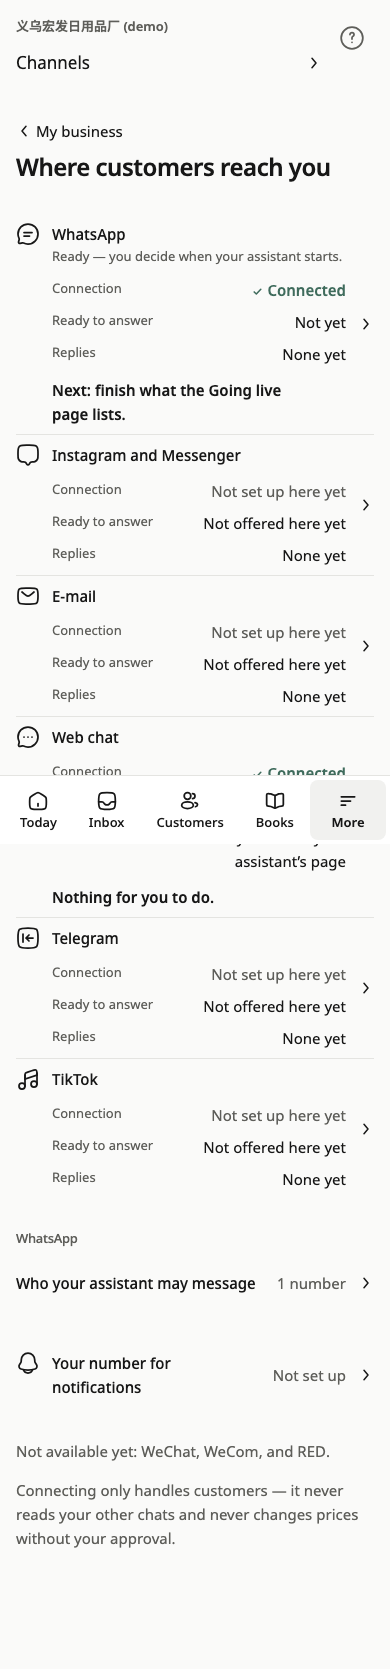 义乌宏发日用品厂 (demo)
Channels
My business
Where customers reach you
WhatsApp
Ready — you decide when your assistant starts.
Connection
Connected
Ready to answer
Not yet
Replies
None yet
Next: finish what the Going live
page lists.
Instagram and Messenger
Connection
Not set up here yet
Ready to answer
Not offered here yet
Replies
None yet
E-mail
Connection
Not set up here yet
Ready to answer
Not offered here yet
Replies
None yet
Web chat
Connection
Connected
Today
Inbox
Customers
Books
More
assistant’s page
Nothing for you to do.
Telegram
Connection
Not set up here yet
Ready to answer
Not offered here yet
Replies
None yet
TikTok
Connection
Not set up here yet
Ready to answer
Not offered here yet
Replies
None yet
WhatsApp
Who your assistant may message
1 number
Your number for
notifications
Not set up
Not available yet: WeChat, WeCom, and RED.
Connecting only handles customers — it never
reads your other chats and never changes prices
without your approval.